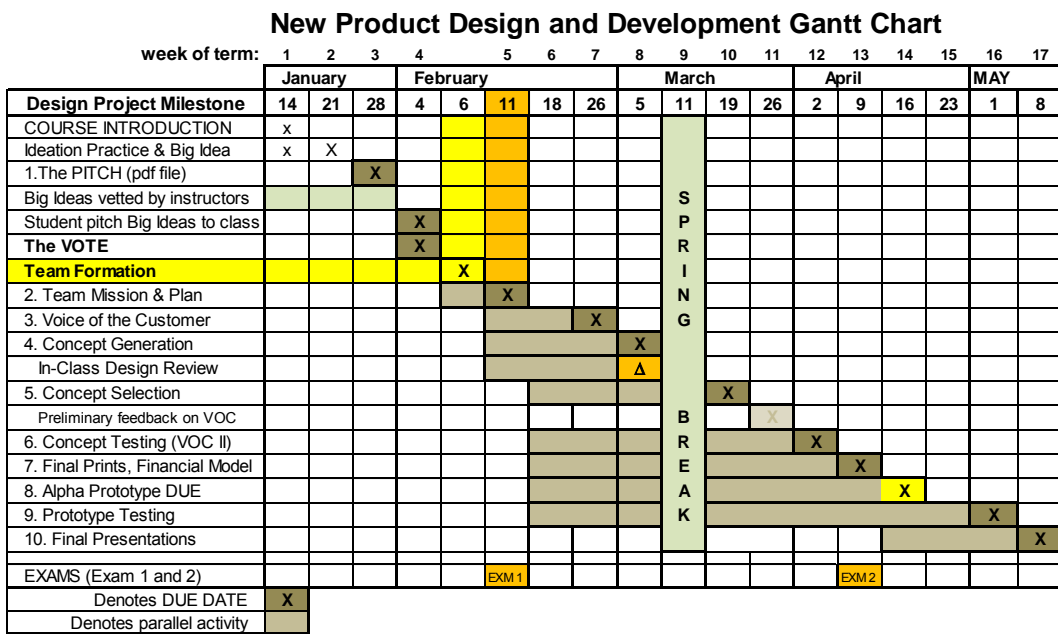 New Product Design and Development Gantt Chart
week of term: 1 2 3 4 5 6 7 8 9 10 11 12 13 14 15 16 17
January February March April MAY
Design Project Milestone 14 21 28 4 6 11 18 26 5 11 19 26 2 9 16 23 1 8
COURSE INTRODUCTION x
Ideation Practice & Big Idea x X
1.The PITCH (pdf file) X
Big Ideas vetted by instructors S
Student pitch Big Ideas to class X P
The VOTE X R
Team Formation X I
2. Team Mission & Plan X N
3. Voice of the Customer X G
4. Concept Generation X
In-Class Design Review Δ
5. Concept Selection X
Preliminary feedback on VOC B X
6. Concept Testing (VOC II) R X
7. Final Prints, Financial Model E X
8. Alpha Prototype DUE A X
9. Prototype Testing K X
10. Final Presentations X
EXAMS (Exam 1 and 2) EXM 1 EXM 2
Denotes DUE DATE X
Denotes parallel activity